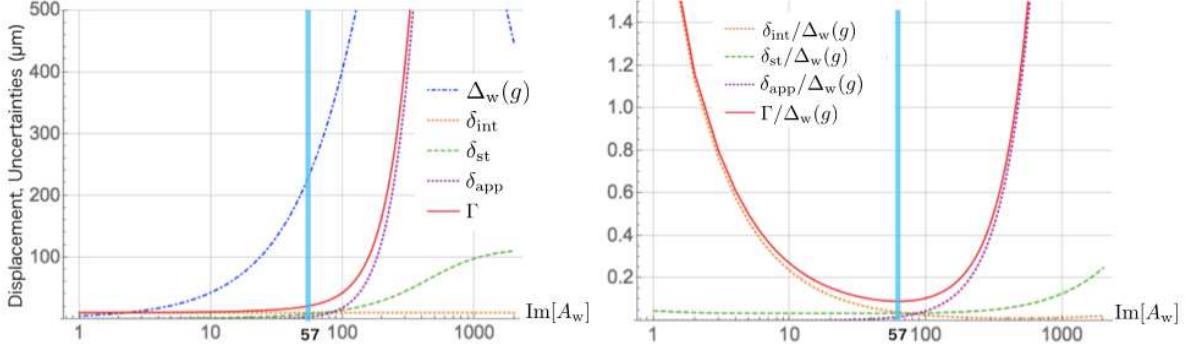 Displacement, Uncertainties (μm)
500
400
300
200
100
Δw(g)
δint
δst
δapp
Γ
1
10
57
100
1000
Im[Aw]
1.4
1.2
1.0
0.8
0.6
0.4
0.2
δint/Δw(g)
δst/Δw(g)
δapp/Δw(g)
Γ/Δw(g)
1
10
57
100
1000
Im[Aw]